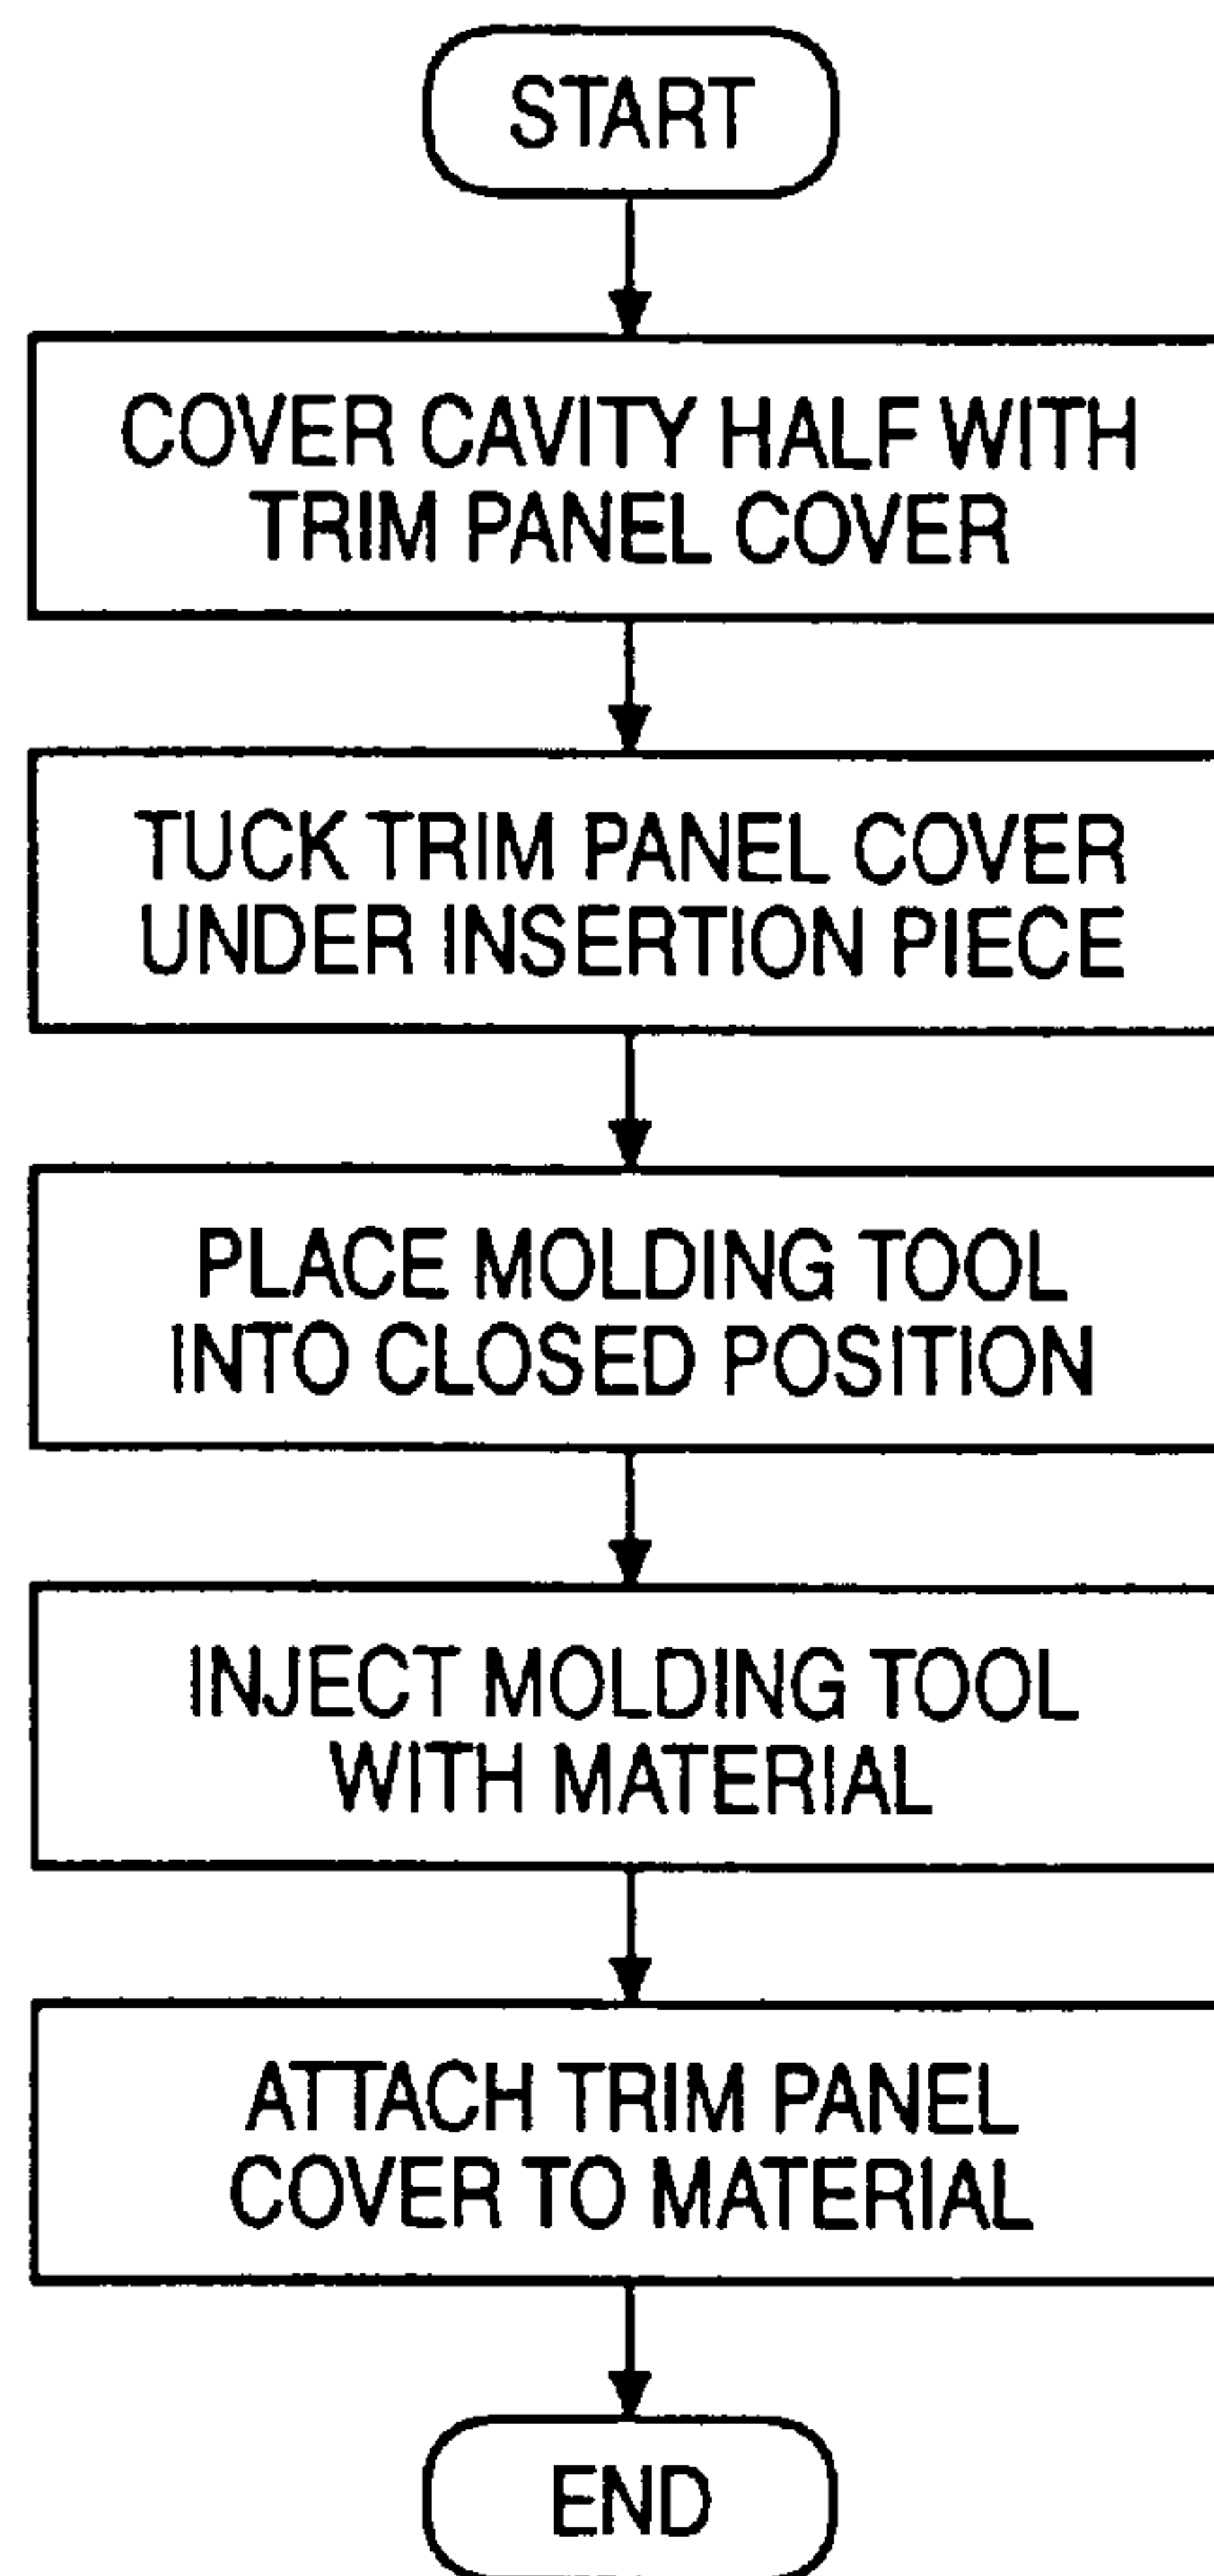 START
COVER CAVITY HALF WITH
TRIM PANEL COVER
TUCK TRIM PANEL COVER
UNDER INSERTION PIECE
PLACE MOLDING TOOL
INTO CLOSED POSITION
INJECT MOLDING TOOL
WITH MATERIAL
ATTACH TRIM PANEL
COVER TO MATERIAL
END